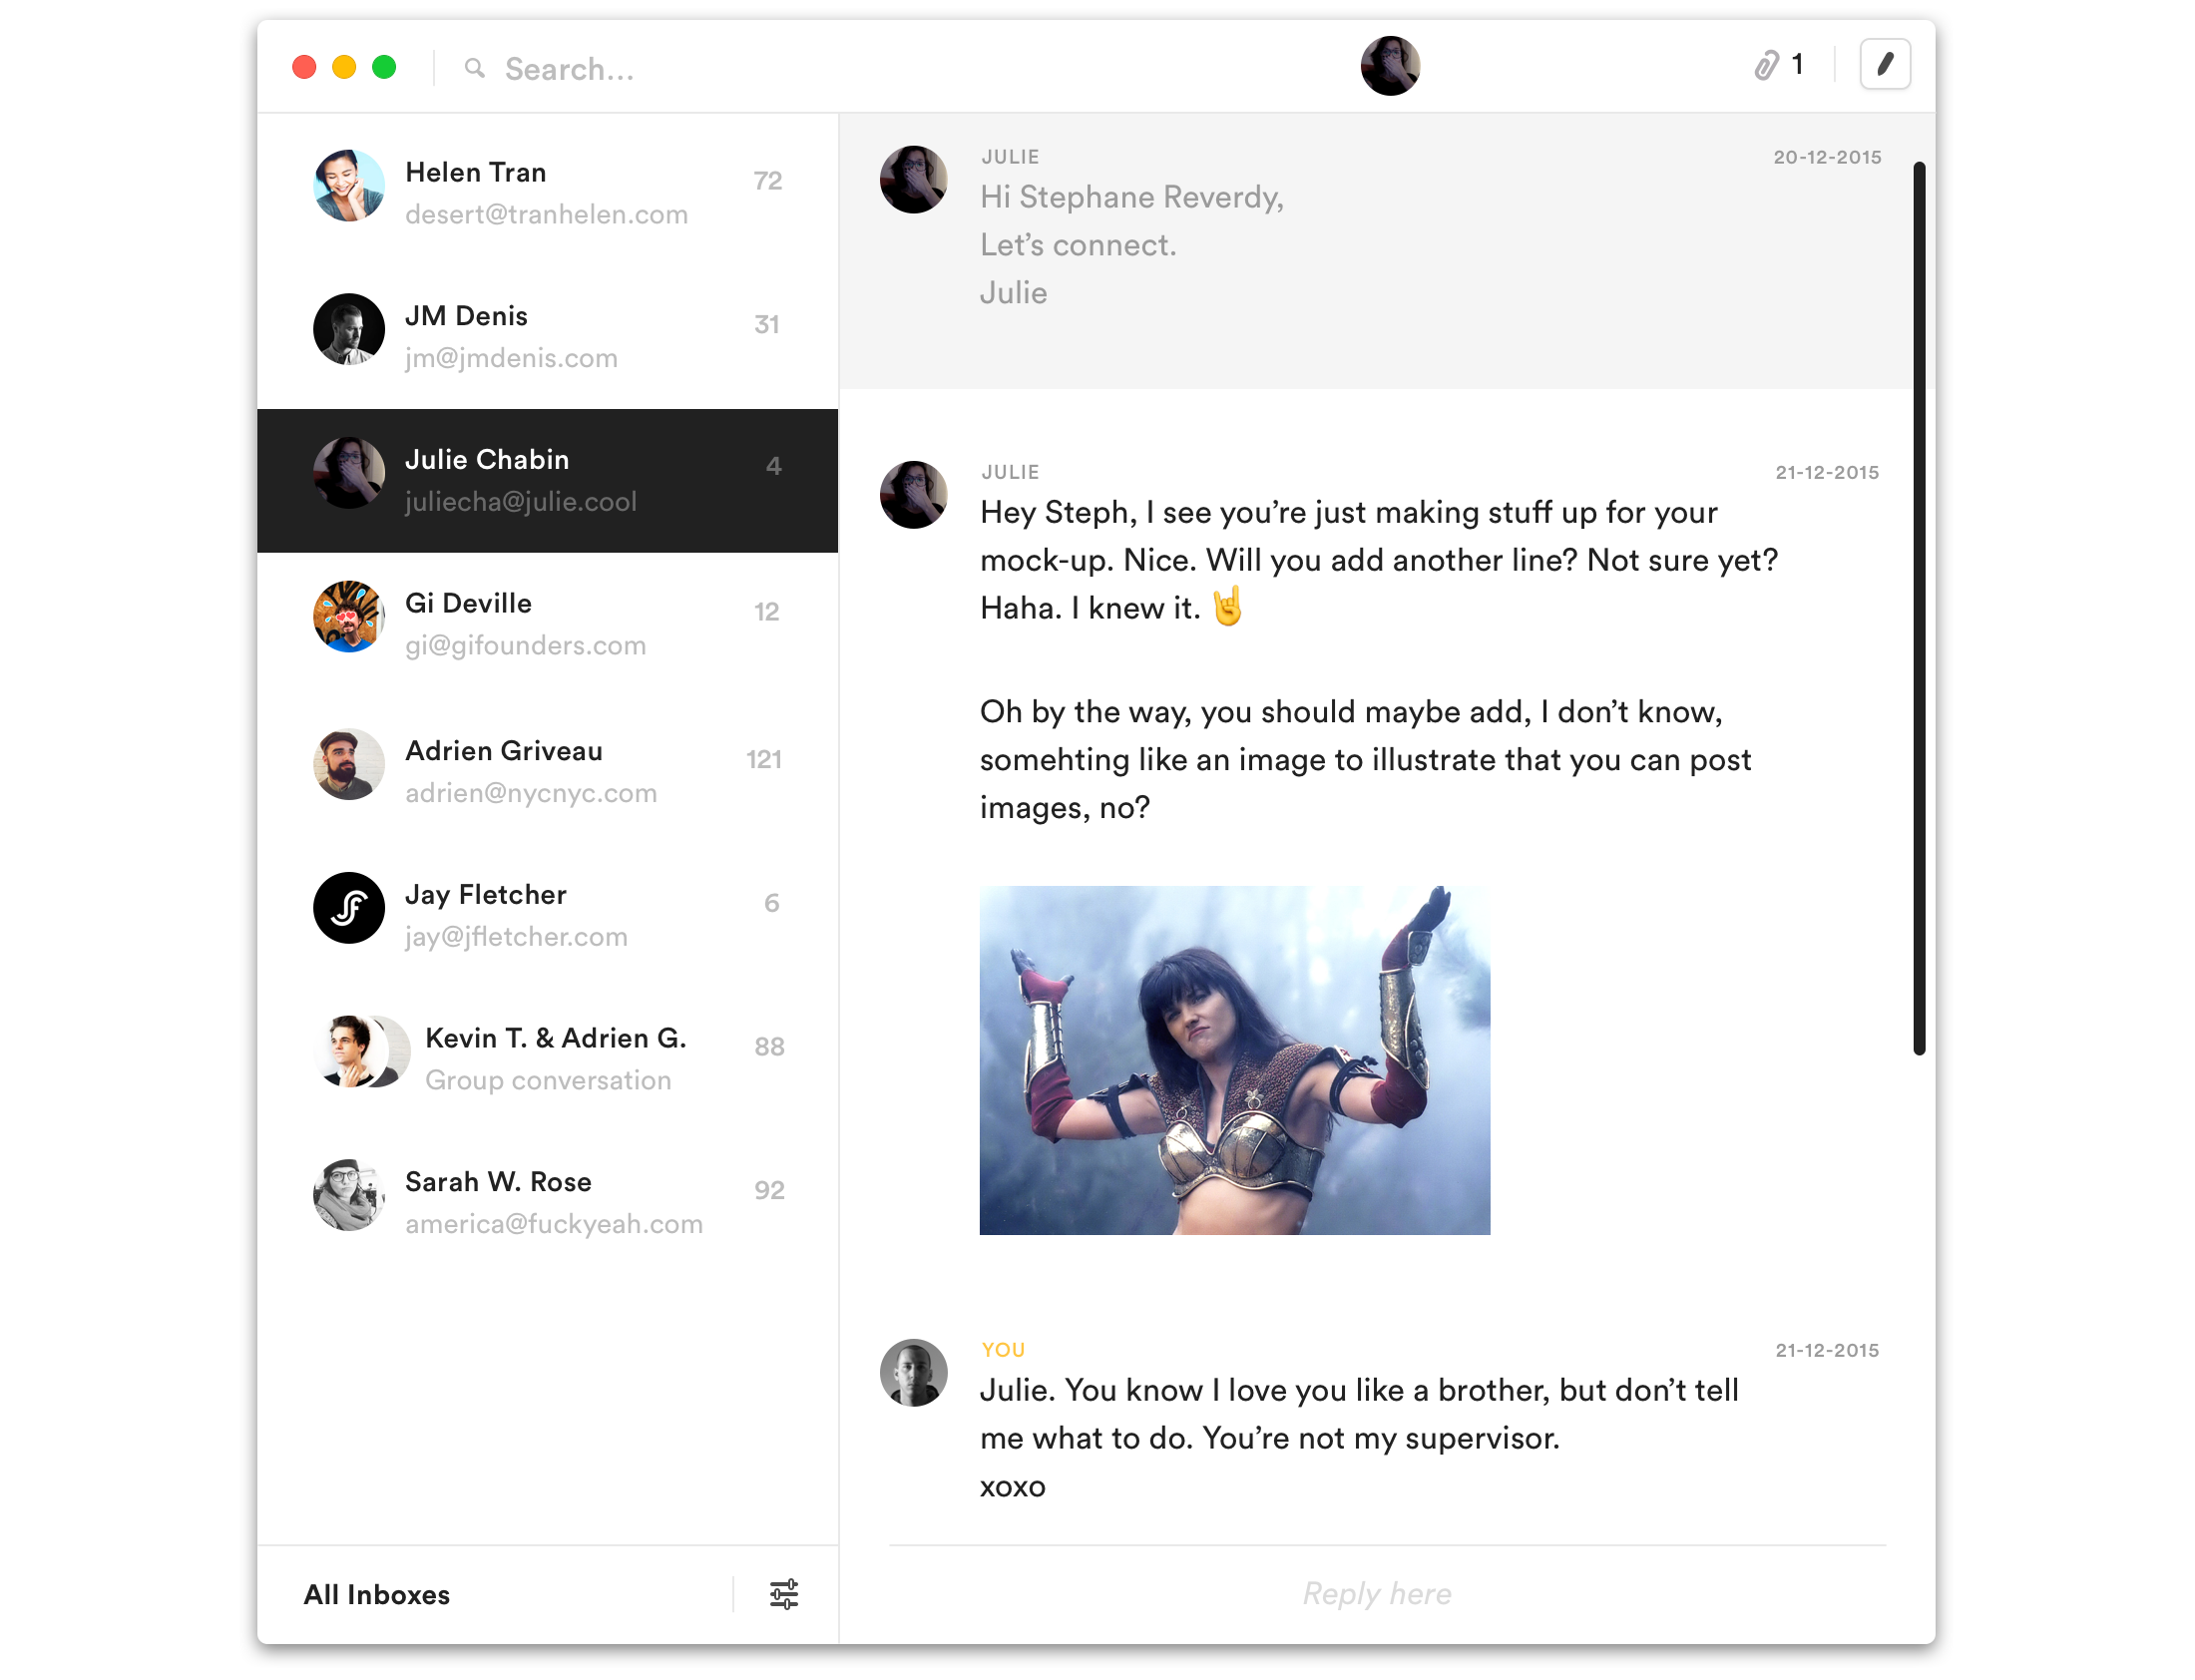 Search...
1
Helen Tran
72
desert@tranhelen.com
JM Denis
31
jm@jmdenis.com
Julie Chabin
4
juliecha@julie.cool
Gi Deville
12
gi@gifounders.com
Adrien Griveau
121
adrien@nycnyc.com
Jay Fletcher
6
jay@jfletcher.com
Kevin T. & Adrien G.
88
Group conversation
Sarah W. Rose
92
america@fuckyeah.com
All Inboxes
JULIE
20-12-2015
Hi Stephane Reverdy,
Let’s connect.
Julie
JULIE
21-12-2015
Hey Steph, I see you’re just making stuff up for your
mock-up. Nice. Will you add another line? Not sure yet?
Haha. I knew it. 🤘
Oh by the way, you should maybe add, I don’t know,
somehting like an image to illustrate that you can post
images, no?
YOU
21-12-2015
Julie. You know I love you like a brother, but don’t tell
me what to do. You’re not my supervisor.
xoxo
Reply here